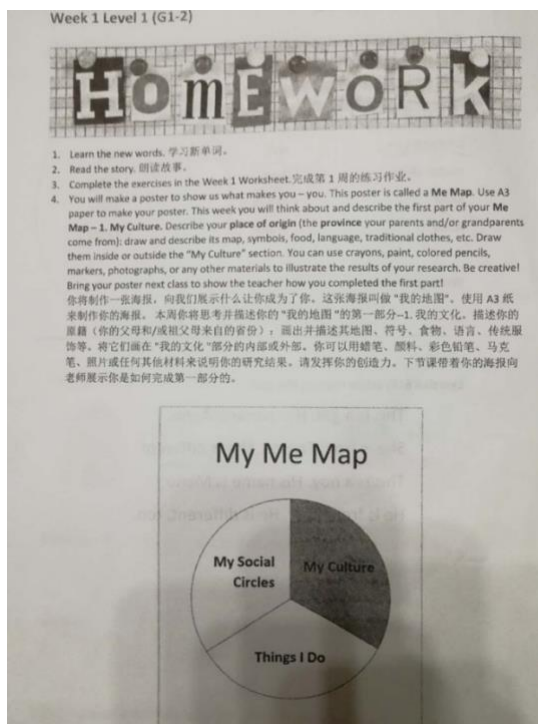 Week 1 Level 1 (G1-2)
HOmEWORK
1. Learn the new words. 学习新单词。
2. Read the story. 朗读故事。
3. Complete the exercises in the Week 1 Worksheet.完成第 1 周的练习作业。
4. You will make a poster to show us what makes you – you. This poster is called a Me Map. Use A3
paper to make your poster. This week you will think about and describe the first part of your Me
Map – 1. My Culture. Describe your place of origin (the province your parents and/or grandparents
come from): draw and describe its map, symbols, food, language, traditional clothes, etc. Draw
them inside or outside the "My Culture" section. You can use crayons, paint, colored pencils,
markers, photographs, or any other materials to illustrate the results of your research. Be creative!
Bring your poster next class to show the teacher how you completed the first part!
你将制作一张海报，向我们展示什么让你成为了你。这张海报叫做 "我的地图"。使用 A3 纸
来制作你的海报。 本周你将思考并描述你的 "我的地图 "的第一部分–1. 我的文化。描述你的
原籍（你的父母和/或祖父母来自的省份）：画出并描述其地图、符号、食物、语言、传统服
饰等。将它们画在 "我的文化 "部分的内部或外部。你可以用蜡笔、颜料、彩色铅笔、马克
笔、照片或任何其他材料来说明你的研究结果。请发挥你的创造力。下节课带着你的海报向
老师展示你是如何完成第一部分的。
My Me Map
My Social
Circles
My Culture
Things I Do